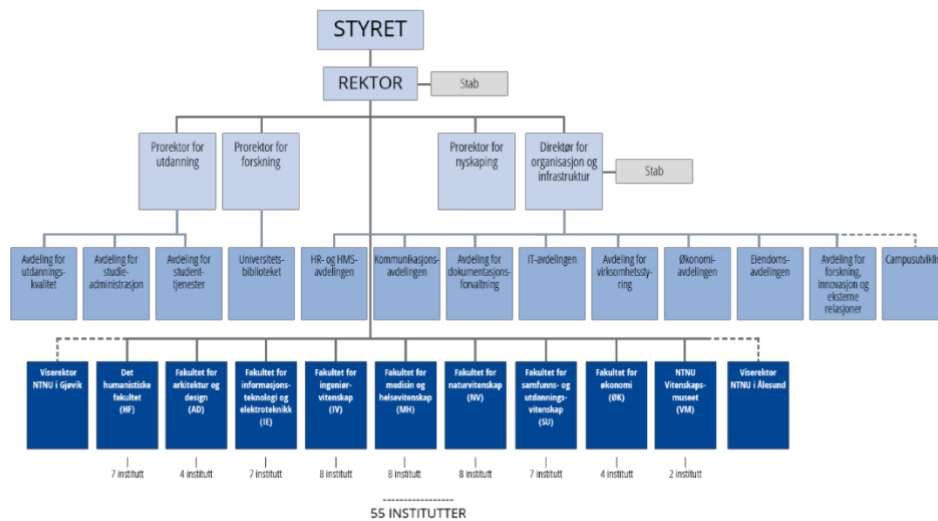 STYRET
REKTOR
Stab
Prorektor for
utdanning
Prorektor for
forskning
Prorektor for
nyskaping
Direktør for
organisasjon og
infrastruktur
Stab
Avdeling for
utdannings-
kvalitet
Avdeling for
studie-
administrasjon
Avdeling for
student-
tjenester
Universitets-
biblioteket
HR- og HMS-
avdelingen
Kommunikasjons-
avdelingen
Avdeling for
dokumentasjons-
forvaltning
IT-avdelingen
Avdeling for
virksomhetssty-
ring
Økonomi-
avdelingen
Eiendoms-
avdelingen
Avdeling for
forskning,
innovasjon og
eksterne
relasjoner
Campusutviklin
Viserektor
NTNU i Gjøvik
Det
humanistiske
fakultet
(HF)
Fakultet for
arkitektur og
design
(AD)
Fakultet for
informasjons-
teknologi og
elektroteknikk
(IE)
Fakultet for
ingeniør-
vitenskap
(IV)
Fakultet for
medisin og
helsevitenskap
(MH)
Fakultet for
naturvitenskap
(NV)
Fakultet for
samfunns- og
utdannings-
vitenskap
(SU)
Fakultet for
økonomi
(ØK)
NTNU
Vitenskaps-
museet
(VM)
Viserektor
NTNU i Ålesund
7 institutt
4 institutt
7 institutt
8 institutt
8 institutt
8 institutt
7 institutt
4 institutt
2 institutt
55 INSTITUTTER